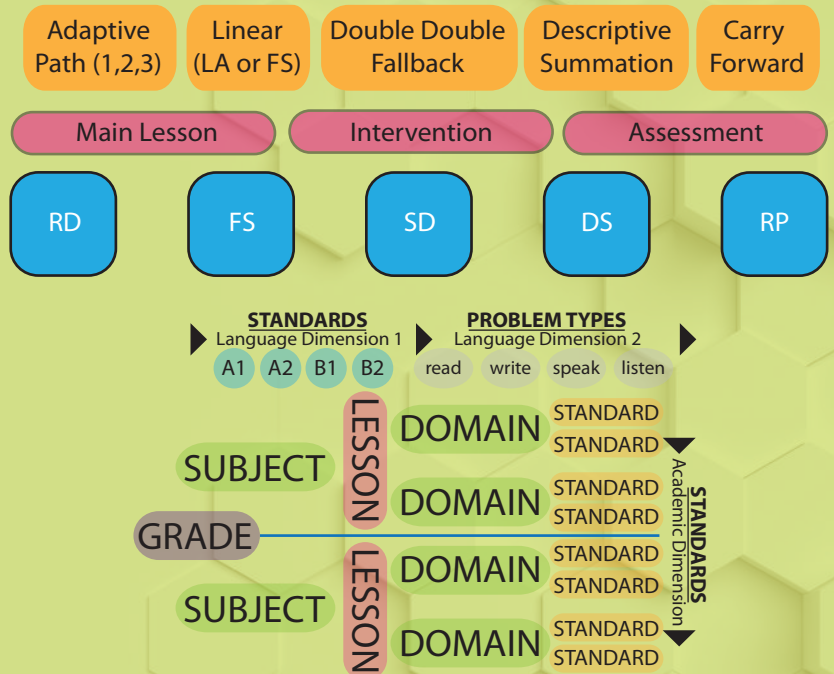 Adaptive
Path (1,2,3)
Linear
(LA or FS)
Double Double
Fallback
Descriptive
Summation
Carry
Forward
Main Lesson
Intervention
Assessment
RD
FS
SD
DS
RP
STANDARDS
Language Dimension 1
PROBLEM TYPES
Language Dimension 2
A1
A2
B1
B2
read
write
speak
listen
LESSON
DOMAIN
STANDARD
STANDARD
SUBJECT
DOMAIN
STANDARD
STANDARD
GRADE
LESSON
DOMAIN
STANDARD
STANDARD
SUBJECT
DOMAIN
STANDARD
STANDARD
STANDARDS
Academic Dimension